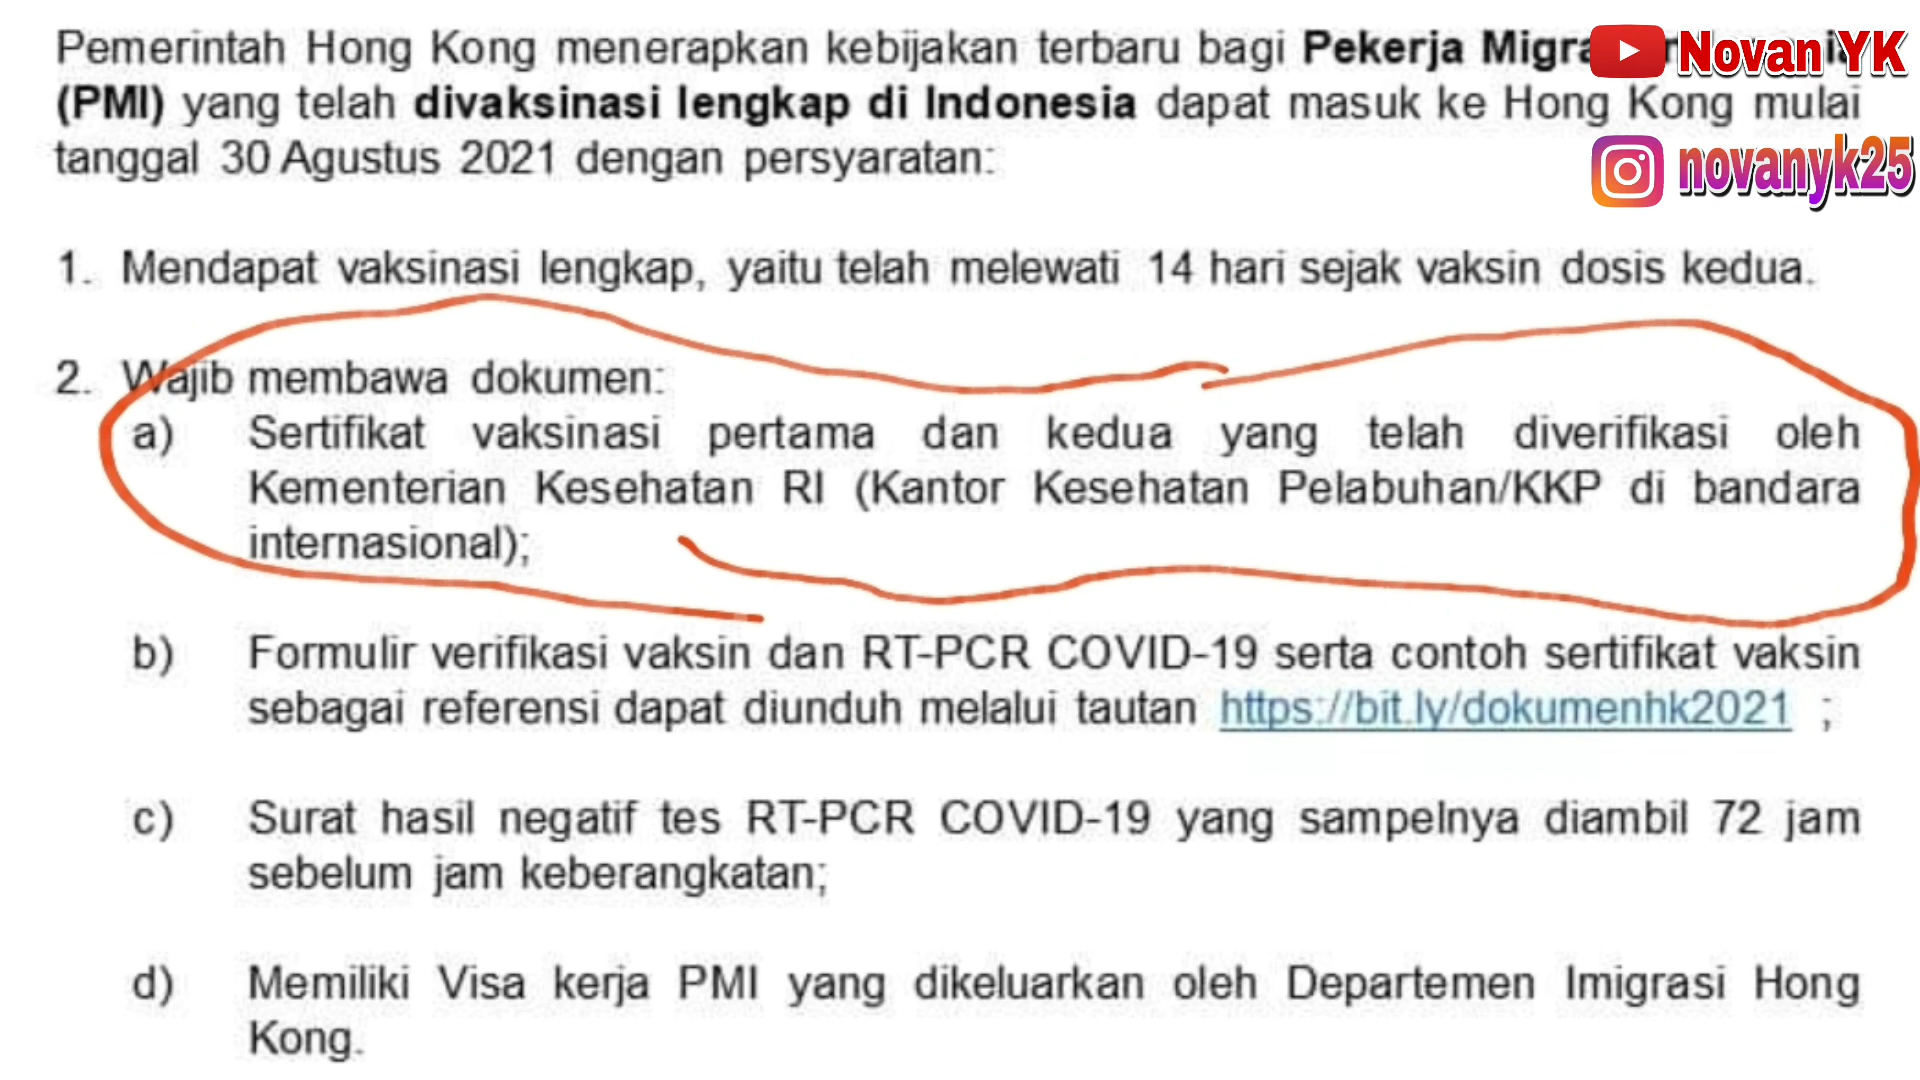 Pemerintah Hong Kong menerapkan kebijakan terbaru bagi Pekerja
(PMI) yang telah divaksinasi lengkap di Indonesia dapat masuk ke Hong Kong mulai
tanggal 30 Agustus 2021 dengan persyaratan:
Novan YK
novanyk25
1. Mendapat vaksinasi lengkap, yaitu telah melewati 14 hari sejak vaksin dosis kedua.
2. Wajib membawa dokumen:
a) Sertifikat vaksinasi pertama dan kedua yang telah diverifikasi oleh
Kementerian Kesehatan RI (Kantor Kesehatan Pelabuhan/KKP di bandara
internasional);
b) Formulir verifikasi vaksin dan RT-PCR COVID-19 serta contoh sertifikat vaksin
sebagai referensi dapat diunduh melalui tautan https://bit.ly/dokumenhk2021 ;
c) Surat hasil negatif tes RT-PCR COVID-19 yang sampelnya diambil 72 jam
sebelum jam keberangkatan;
d) Memiliki Visa kerja PMI yang dikeluarkan oleh Departemen Imigrasi Hong
Kong.